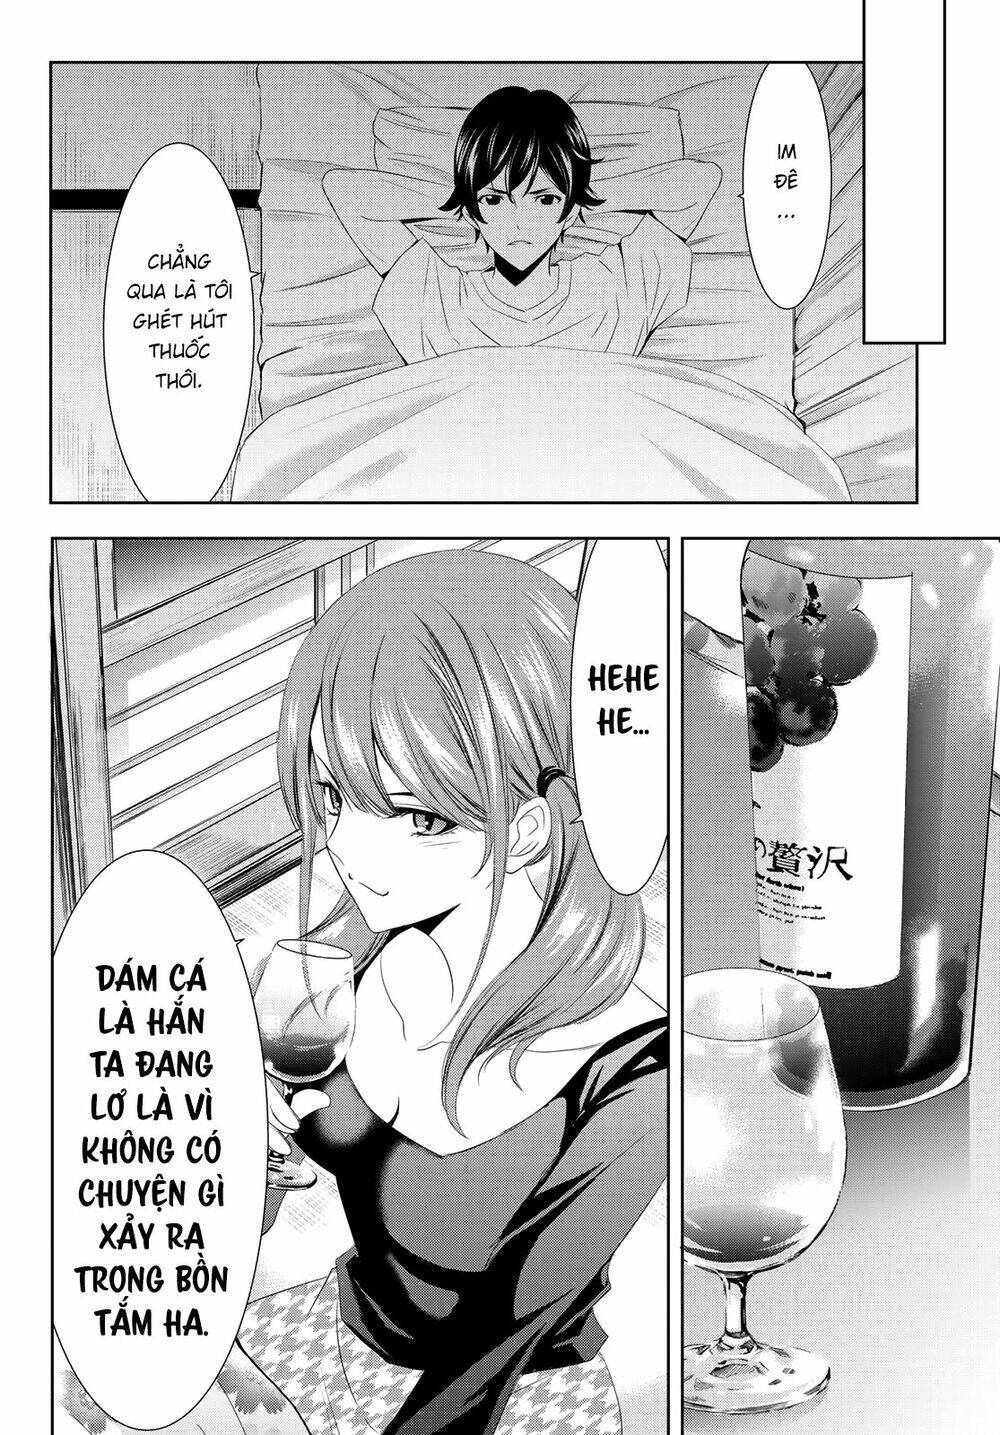 IM
ĐÊ
...
CHẲNG
QUA LÀ TÔI
GHÉT HÚT
THUỐC
THÔI.
の贅沢
HEHE
HE...
DÁM CÁ
LÀ HẮN
TA ĐANG
LƠ LÀ VÌ
KHÔNG CÓ
CHUYỆN GÌ
XẢY RA
TRONG BỒN
TẮM HA.